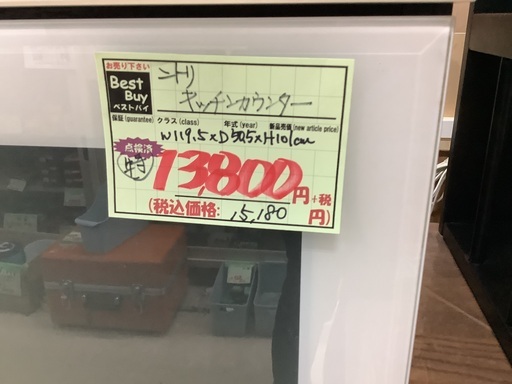 お売り下さい
Best Buy
ベストバイ
ニトリ
キッチンカウンター
保証(guarantee) クラス(class) 年式(year) 新品売価(new article price)
W119.5×D50.5×H101cm
点検済
13,800円+税
(税込価格: 15,180 円)